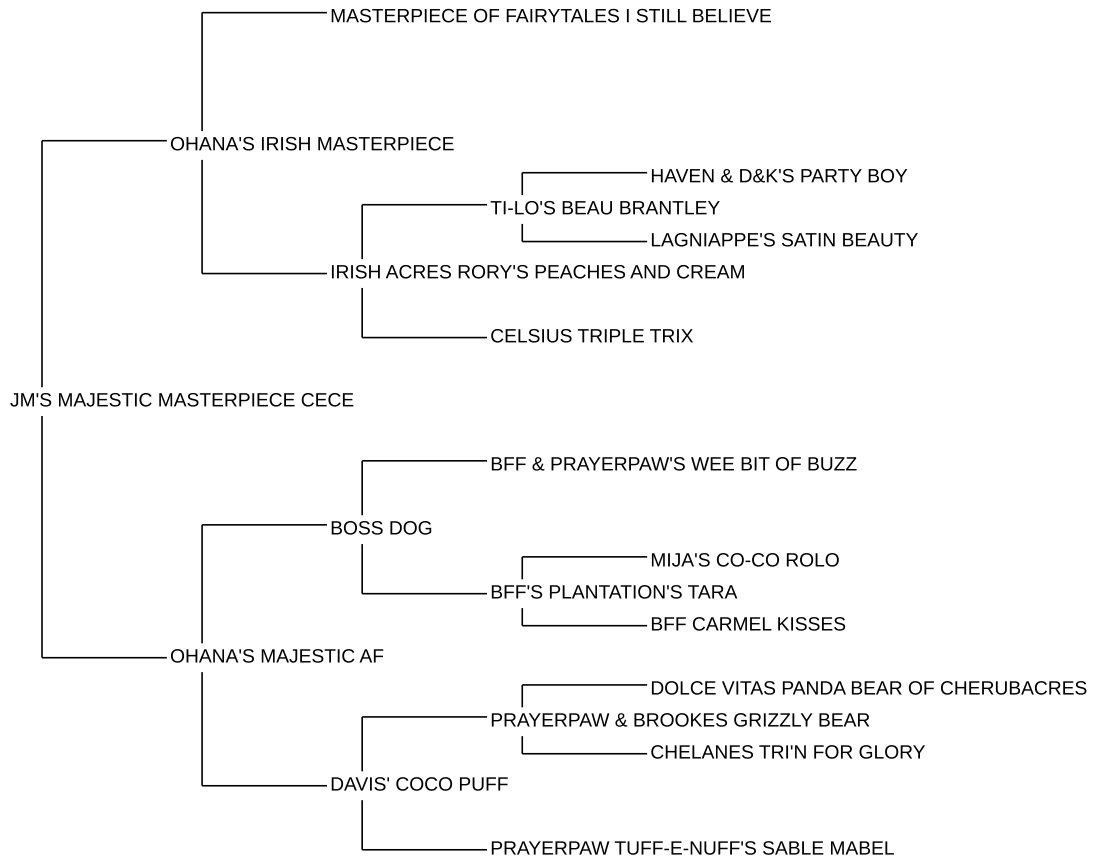 MASTERPIECE OF FAIRYTALES I STILL BELIEVE
OHANA'S IRISH MASTERPIECE
HAVEN & D&K'S PARTY BOY
TI-LO'S BEAU BRANTLEY
LAGNIAPPE'S SATIN BEAUTY
IRISH ACRES RORY'S PEACHES AND CREAM
CELSIUS TRIPLE TRIX
JM'S MAJESTIC MASTERPIECE CECE
BFF & PRAYERPAW'S WEE BIT OF BUZZ
BOSS DOG
MIJA'S CO-CO ROLO
BFF'S PLANTATION'S TARA
BFF CARMEL KISSES
OHANA'S MAJESTIC AF
DOLCE VITAS PANDA BEAR OF CHERUBACRES
PRAYERPAW & BROOKES GRIZZLY BEAR
CHELANES TRI'N FOR GLORY
DAVIS' COCO PUFF
PRAYERPAW TUFF-E-NUFF'S SABLE MABEL